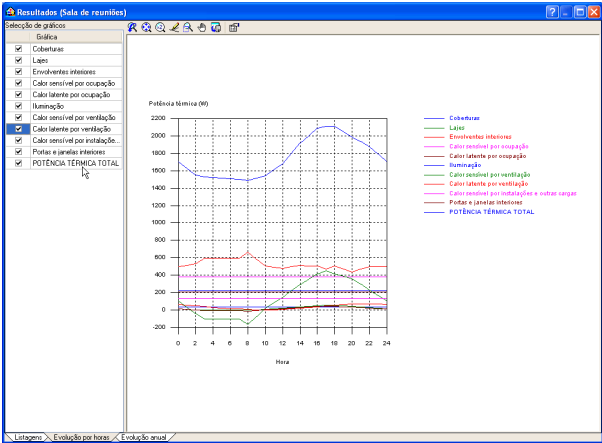 Resultados (Sala de reuniões)
Selecção de gráficos
Gráfica
Coberturas
Lajes
Envolventes interiores
Calor sensível por ocupação
Calor latente por ocupação
Iluminação
Calor sensível por ventilação
Calor latente por ventilação
Calor sensível por instalaçõe...
Portas e janelas interiores
POTÊNCIA TÉRMICA TOTAL
Potência térmica (W)
2200
2000
1800
1600
1400
1200
1000
800
600
400
200
0
-200
0 2 4 6 8 10 12 14 16 18 20 22 24
Hora
Coberturas
Lajes
Envolventes interiores
Calor sensível por ocupação
Calor latente por ocupação
Iluminação
Calor sensível por ventilação
Calor latente por ventilação
Calor sensível por instalações e outras cargas
Portas e janelas interiores
POTÊNCIA TÉRMICA TOTAL
Listagens Evolução por horas Evolução anual